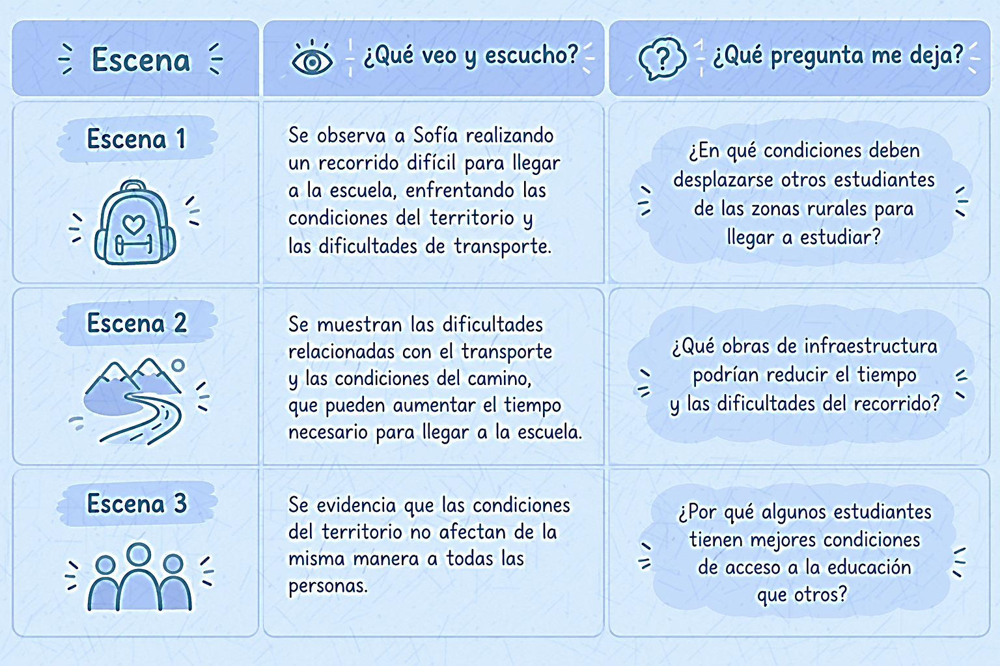 Escena
¿Qué veo y escucho?
¿Qué pregunta me deja?
Escena 1
Se observa a Sofía realizando
un recorrido difícil para llegar
a la escuela, enfrentando las
condiciones del territorio y
las dificultades de transporte.
¿En qué condiciones deben
desplazarse otros estudiantes
de las zonas rurales para
llegar a estudiar?
Escena 2
Se muestran las dificultades
relacionadas con el transporte
y las condiciones del camino,
que pueden aumentar el tiempo
necesario para llegar a la escuela.
¿Qué obras de infraestructura
podrían reducir el tiempo
y las dificultades del recorrido?
Escena 3
Se evidencia que las condiciones
del territorio no afectan de la
misma manera a todas las
personas.
¿Por qué algunos estudiantes
tienen mejores condiciones
de acceso a la educación
que otros?